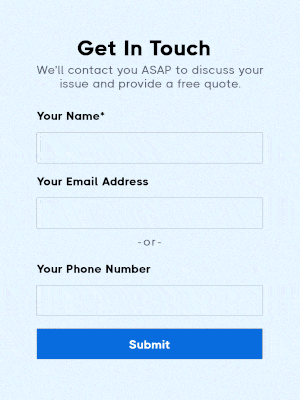 Get In Touch
We'll contact you ASAP to discuss your
issue and provide a free quote.
Your Name*
Your Email Address
-or-
Your Phone Number
Submit